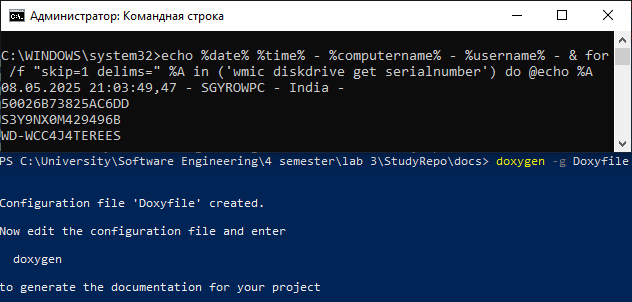 Администратор: Командная строка
C:\WINDOWS\system32>echo %date% %time% - %computername% - %username% - & for
/f "skip=1 delims=" %A in ('wmic diskdrive get serialnumber') do @echo %A
08.05.2025 21:03:49,47 - SGYROWPC - India -
50026B73825AC6DD
S3Y9NX0M429496B
WD-WCC4J4TEREES
PS C:\University\Software Engineering\4 semester\lab 3\StudyRepo\docs> doxygen -g Doxyfile
Configuration file 'Doxyfile' created.
Now edit the configuration file and enter
doxygen
to generate the documentation for your project